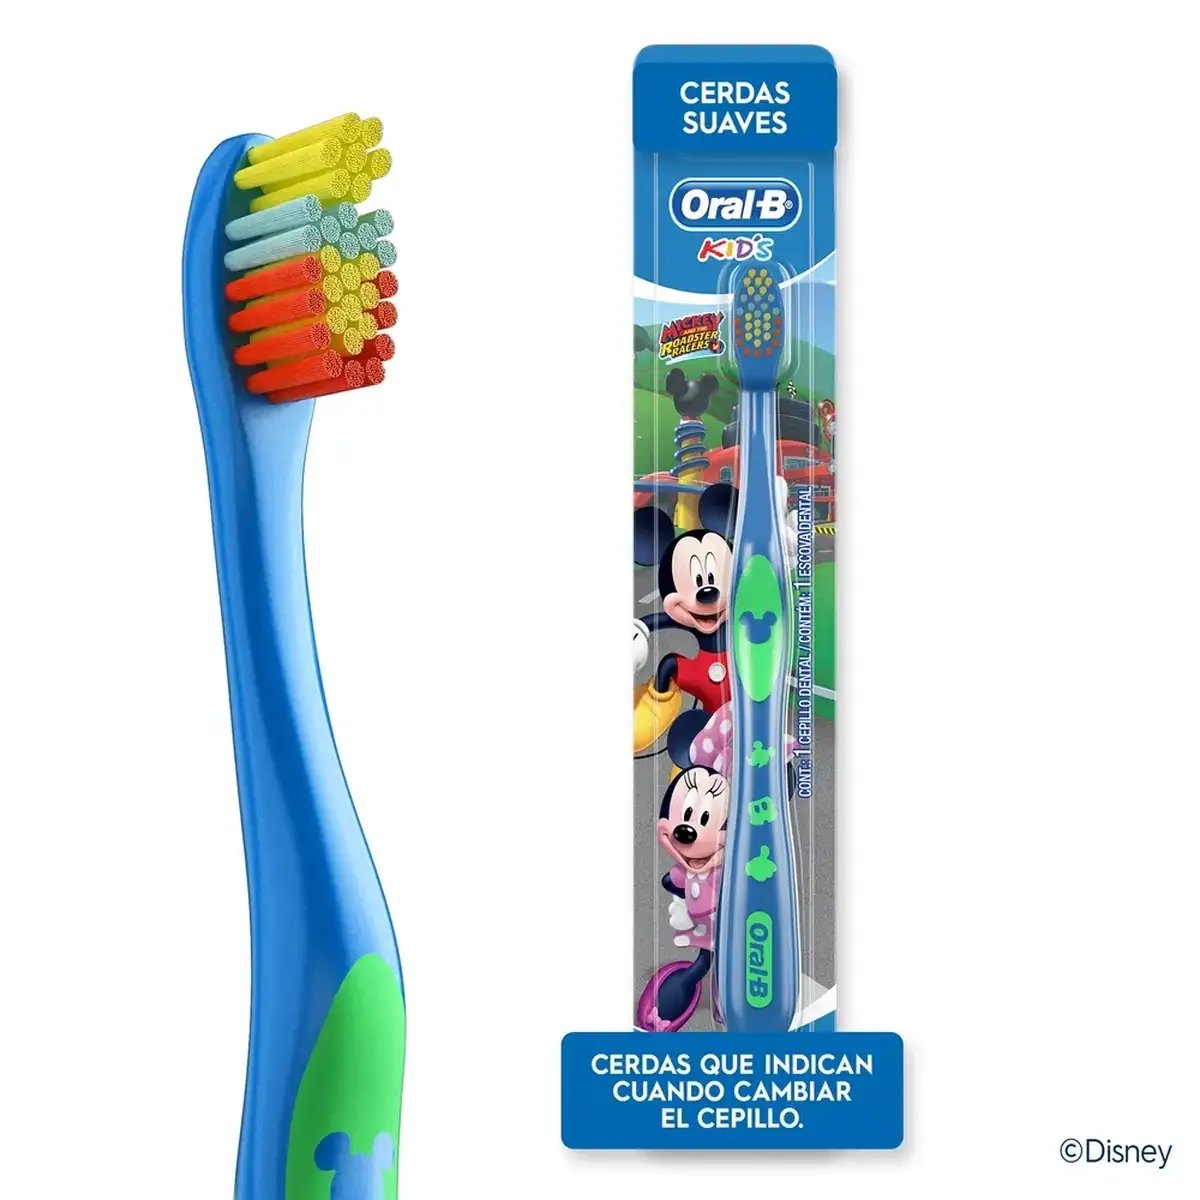 CERDAS
SUAVES
Oral-B®
KID'S
MICKEY
AND THE
ROADSTER
RACERS
CONT.: 1 CEPILLO DENTAL / CONTÉM: 1 ESCOVA DENTAL
Oral-B
CERDAS QUE INDICAN
CUANDO CAMBIAR
EL CEPILLO.
©Disney